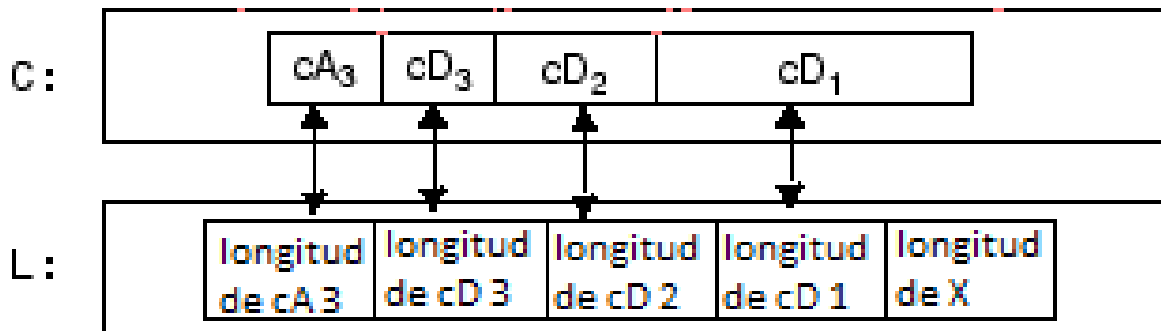 C:
cA3 cD3 cD2 cD1
L:
longitud longitud longitud longitud longitud
de cA 3 de cD 3 de cD 2 de cD 1 de X